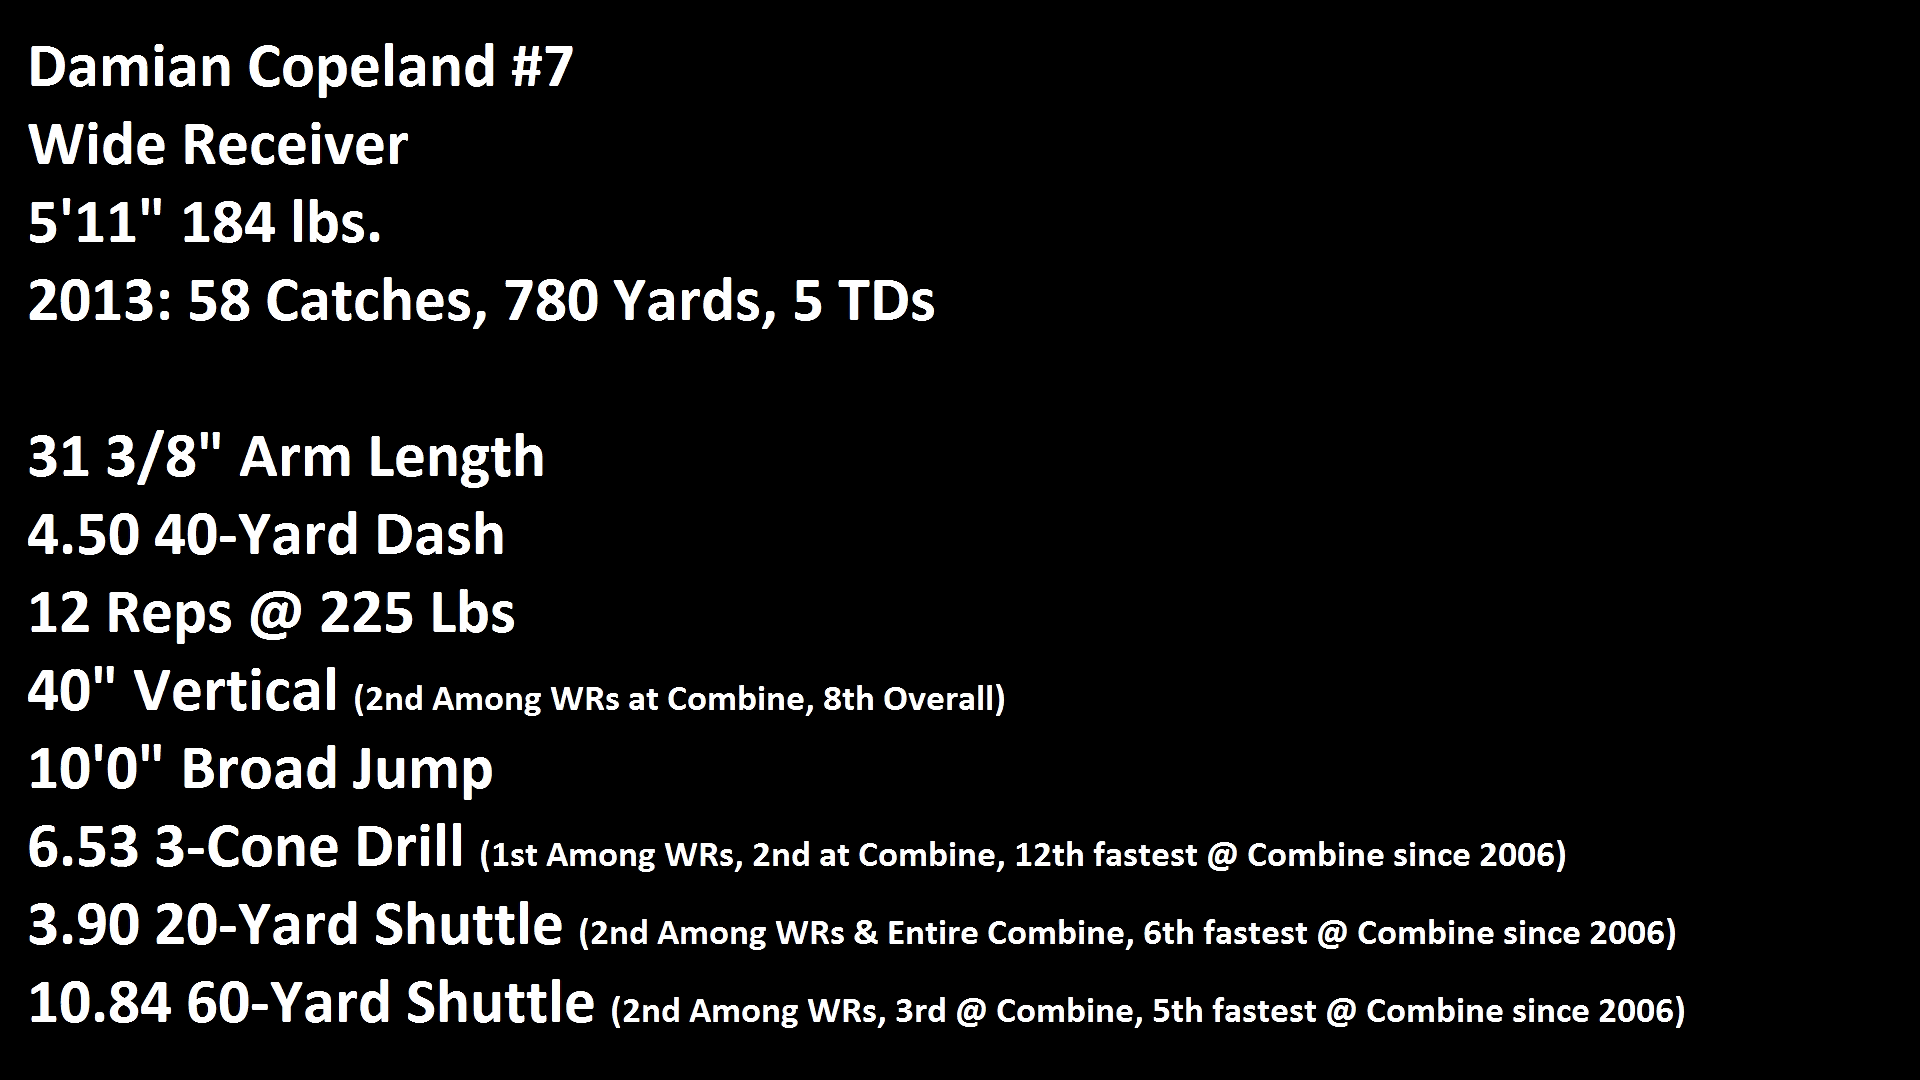 Damian Copeland #7
Wide Receiver
5'11" 184 lbs.
2013: 58 Catches, 780 Yards, 5 TDs
31 3/8" Arm Length
4.50 40-Yard Dash
12 Reps @ 225 Lbs
40" Vertical (2nd Among WRs at Combine, 8th Overall)
10'0" Broad Jump
6.53 3-Cone Drill (1st Among WRs, 2nd at Combine, 12th fastest @ Combine since 2006)
3.90 20-Yard Shuttle (2nd Among WRs & Entire Combine, 6th fastest @ Combine since 2006)
10.84 60-Yard Shuttle (2nd Among WRs, 3rd @ Combine, 5th fastest @ Combine since 2006)